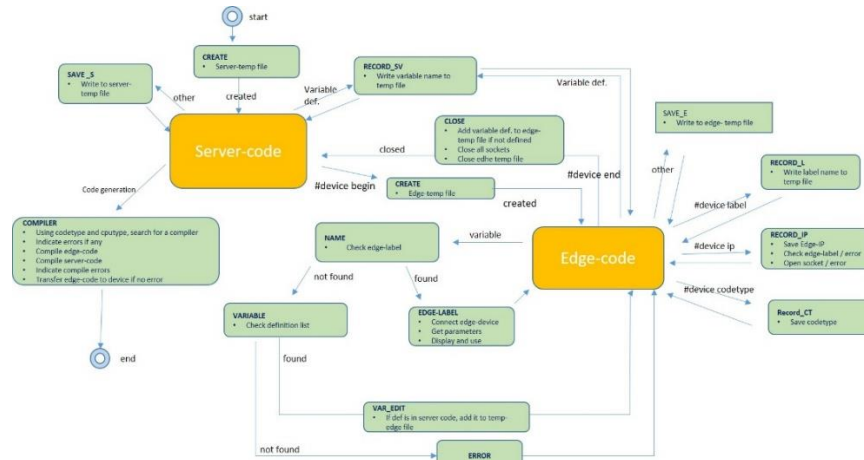 start
CREATE
• Server-temp file
SAVE _S
• Write to server-
temp file
other
created
Variable
def.
RECORD_SV
• Write variable name to
temp file
Variable def.
Server-code
CLOSE
• Add variable def. to edge-
temp file if not defined
• Close all sockets
• Close edhe temp file
closed
#device begin
CREATE
• Edge-temp file
#device end
created
SAVE_E
• Write to edge- temp file
other
RECORD_L
• Write label name to
temp file
#device label
Code generation
COMPILER
• Using codetype and cputype, search for a compiler
• Indicate errors if any
• Compile edge-code
• Compile server-code
• Indicate compile errors
• Transfer edge-code to device if no error
end
NAME
• Check edge-label
variable
Edge-code
#device ip
RECORD_IP
• Save Edge-IP
• Check edge-label / error
• Open socket / error
#device codetype
Record_CT
• Save codetype
not found
found
VARIABLE
• Check definition list
EDGE-LABEL
• Connect edge-device
• Get parameters
• Display and use
found
VAR_EDIT
• If def is in server code, add it to temp-
edge file
not found
ERROR